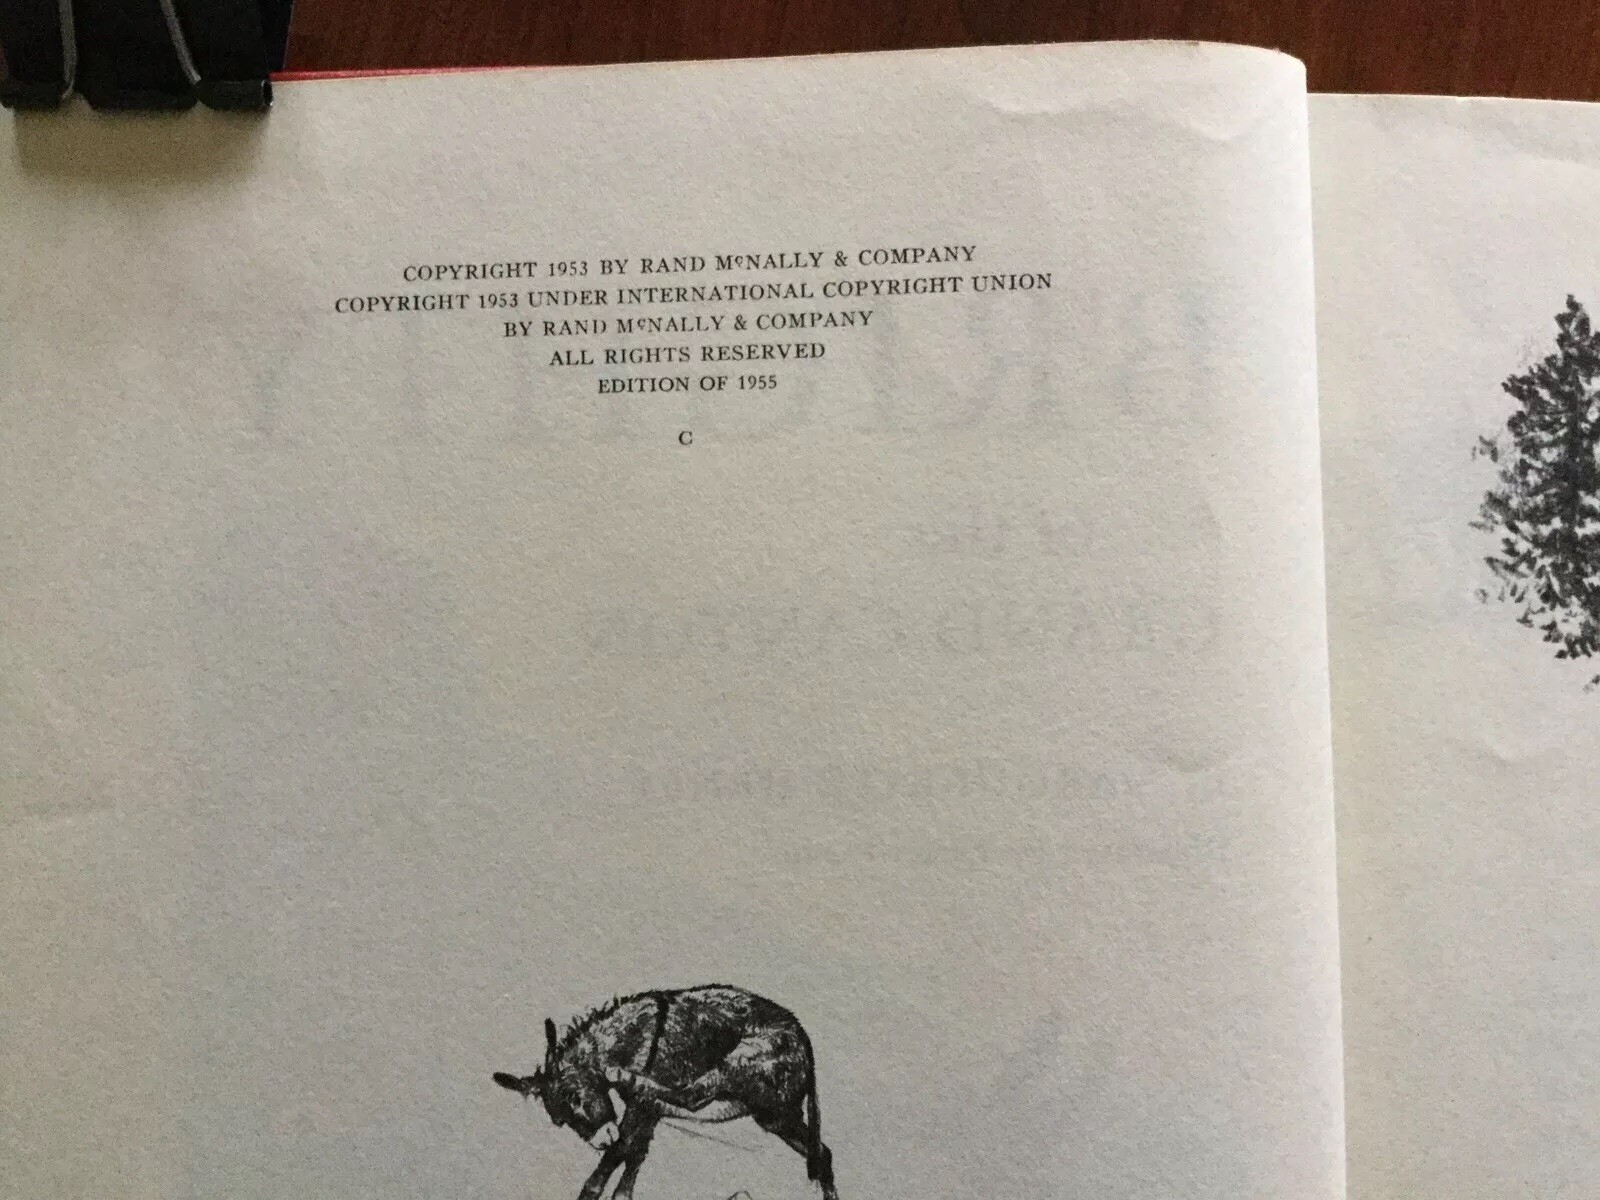 COPYRIGHT 1953 BY RAND McNALLY & COMPANY
COPYRIGHT 1953 UNDER INTERNATIONAL COPYRIGHT UNION
BY RAND McNALLY & COMPANY
ALL RIGHTS RESERVED
EDITION OF 1955
C